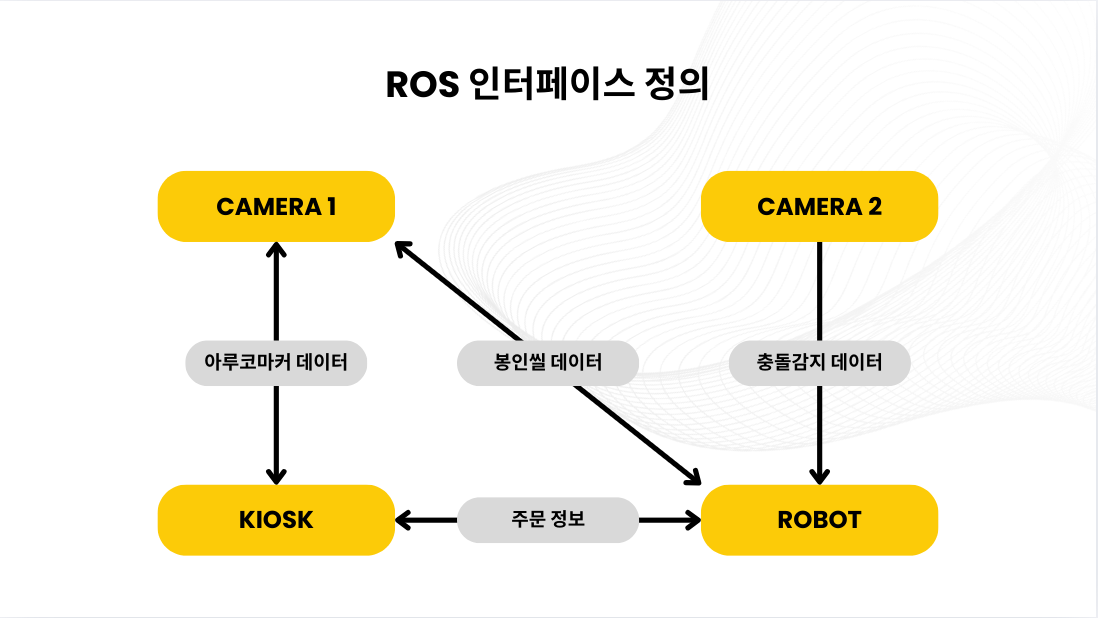 ROS 인터페이스 정의
CAMERA 1
CAMERA 2
아루코마커 데이터
봉인씰 데이터
충돌감지 데이터
KIOSK
주문 정보
ROBOT